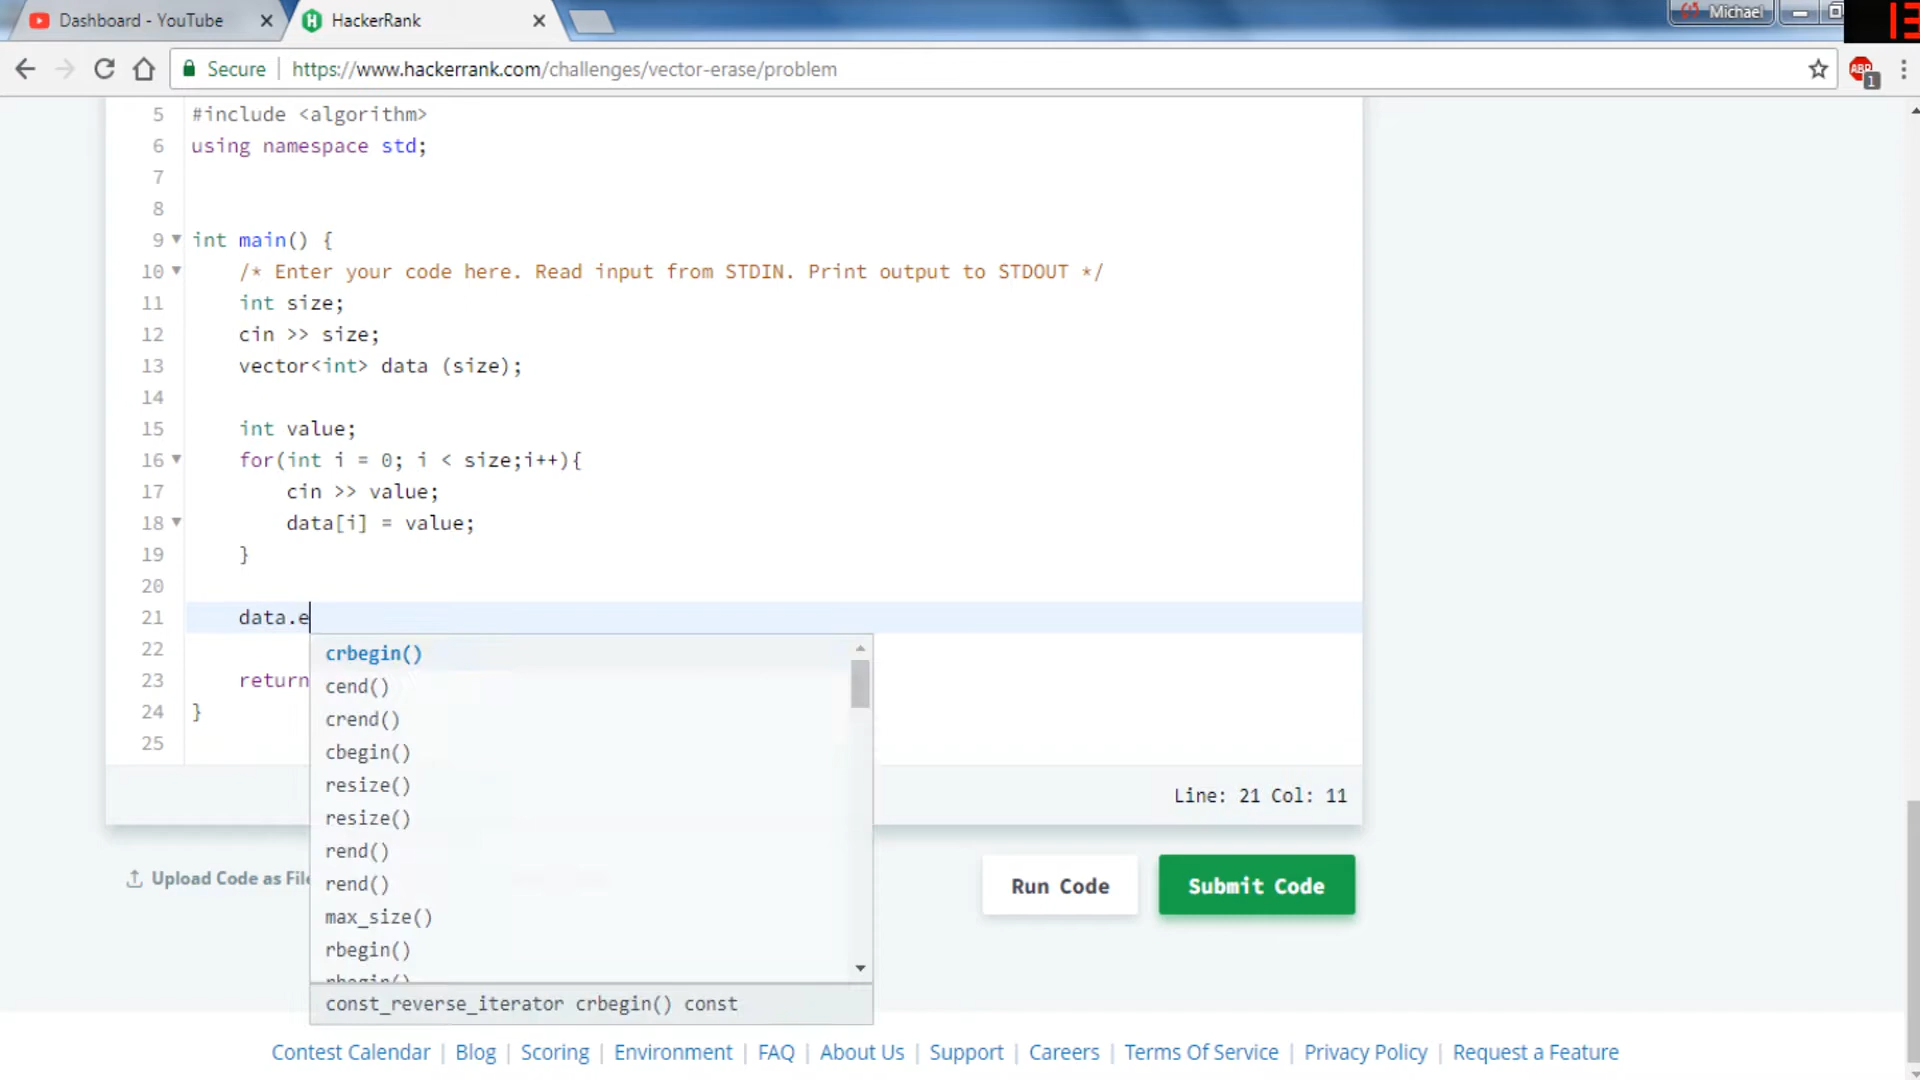 Dashboard - YouTube
HackerRank
Michael
13
Secure
https://www.hackerrank.com/challenges/vector-erase/problem
ABP
1
5 #include <algorithm>
6 using namespace std;
7
8
9 int main() {
10 /* Enter your code here. Read input from STDIN. Print output to STDOUT */
11 int size;
12 cin >> size;
13 vector<int> data (size);
14
15 int value;
16 for(int i = 0; i < size;i++){
17 cin >> value;
18 data[i] = value;
19 }
20
21 data.e
22
23 return
24 }
25
crbegin()
cend()
crend()
cbegin()
resize()
resize()
rend()
rend()
max_size()
rbegin()
rbegin()
const_reverse_iterator crbegin() const
Line: 21 Col: 11
Upload Code as File
Run Code
Submit Code
Contest Calendar | Blog | Scoring | Environment | FAQ | About Us | Support | Careers | Terms Of Service | Privacy Policy | Request a Feature